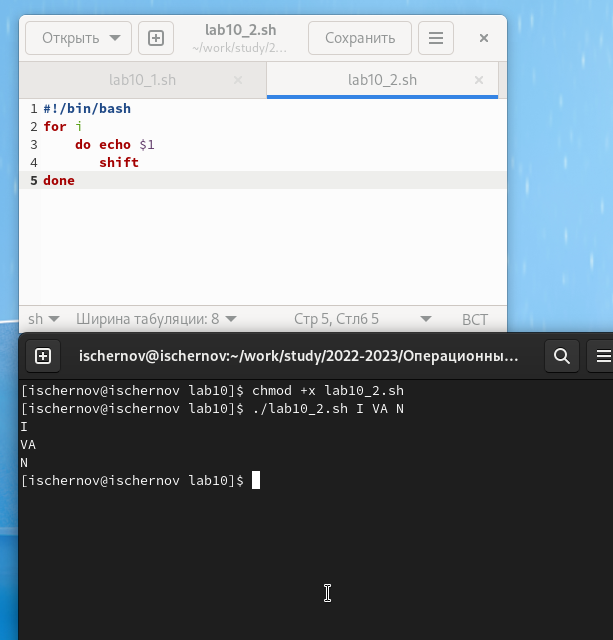 Открыть
lab10_2.sh
~/work/study/2...
Сохранить
lab10_1.sh
lab10_2.sh
1 #!/bin/bash
2 for i
3     do echo $1
4        shift
5 done
sh
Ширина табуляции: 8
Стр 5, Стлб 5
ВСТ
ischernov@ischernov:~/work/study/2022-2023/Операционны...
[ischernov@ischernov lab10]$ chmod +x lab10_2.sh
[ischernov@ischernov lab10]$ ./lab10_2.sh I VA N
I
VA
N
[ischernov@ischernov lab10]$